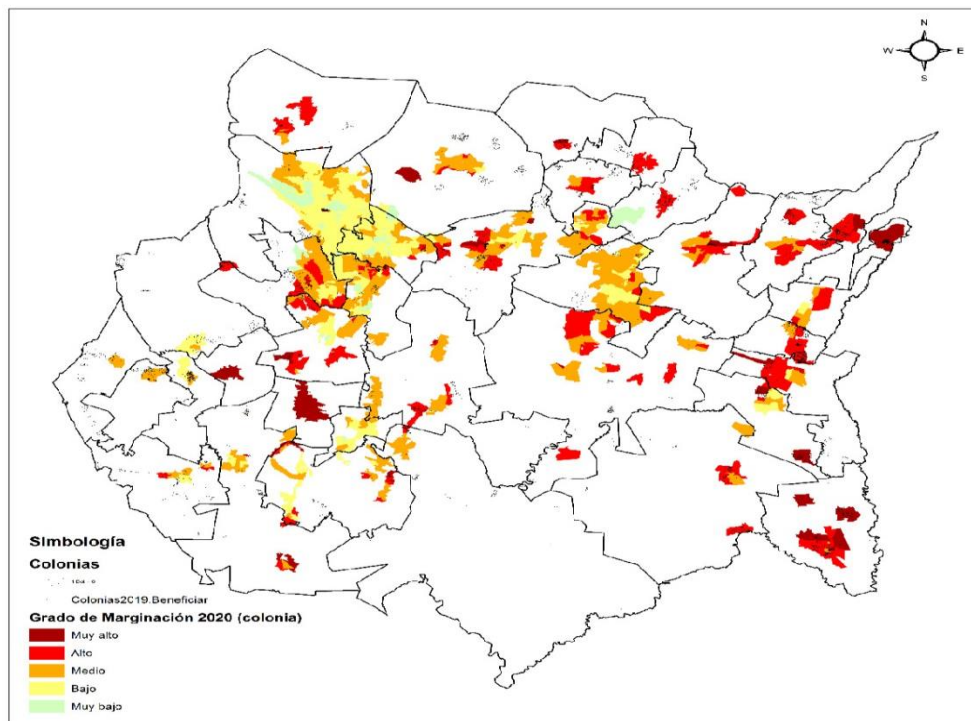 N
W E
S
Simbología
Colonias
Colonias2019.Beneficiar
Grado de Marginación 2020 (colonia)
Muy alto
Alto
Medio
Bajo
Muy bajo